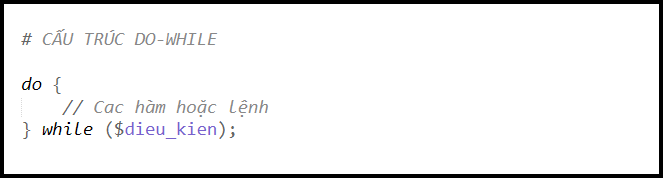 # CẤU TRÚC DO-WHILE
do {
// Cac hàm hoặc lệnh
} while ($dieu_kien);